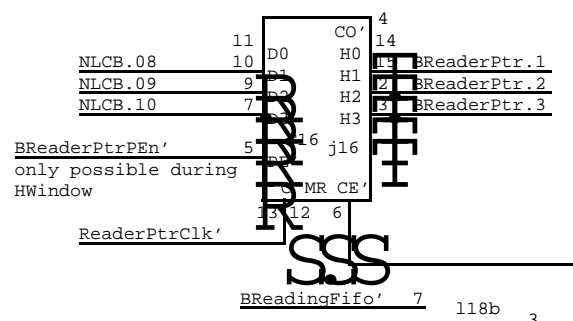 4
CO'
11 14
D0 H0
NLCB.08 10 15 BReaderPtr.1
D1 H1
NLCB.09 9 2 BReaderPtr.2
D2 H2
NLCB.10 7 3 BReaderPtr.3
H3
BReaderPtrPEn' 5 j16
only possible during
HWindow
MR CE'
13 12 6
ReaderPtrClk'
S.SS
BReadingFifo' 7
l18b
3